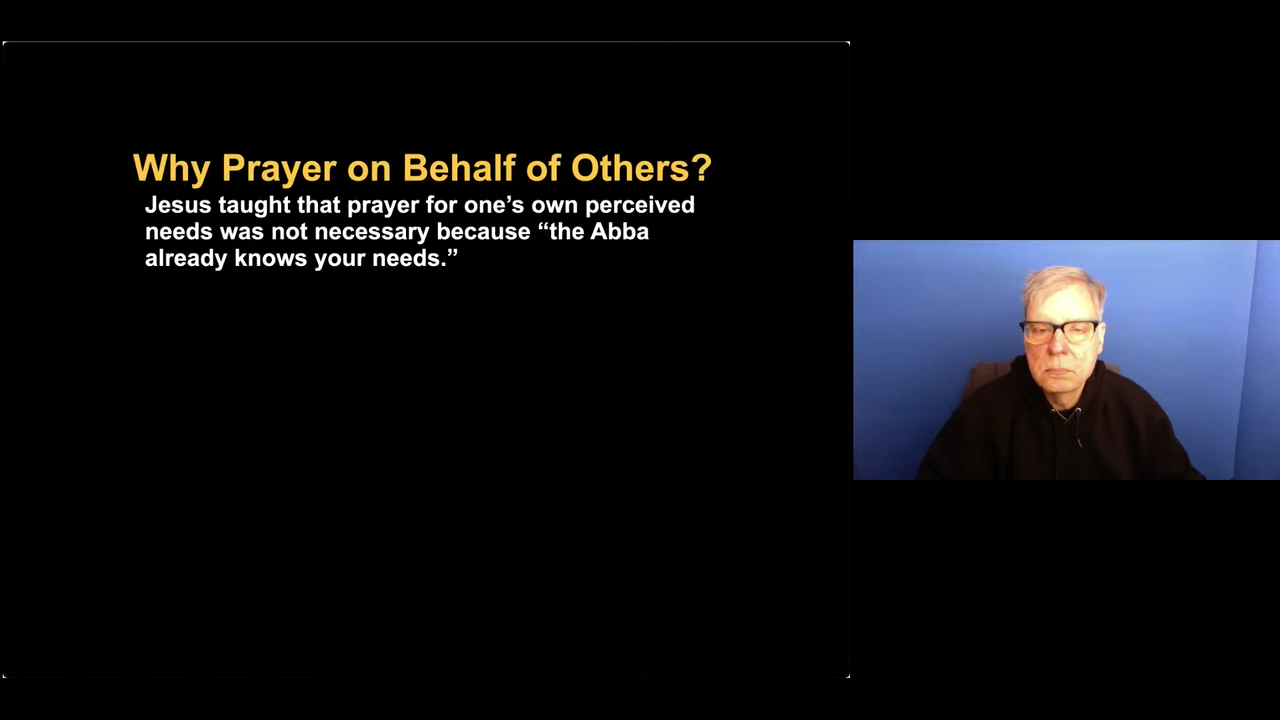 Why Prayer on Behalf of Others?
Jesus taught that prayer for one’s own perceived
needs was not necessary because “the Abba
already knows your needs.”